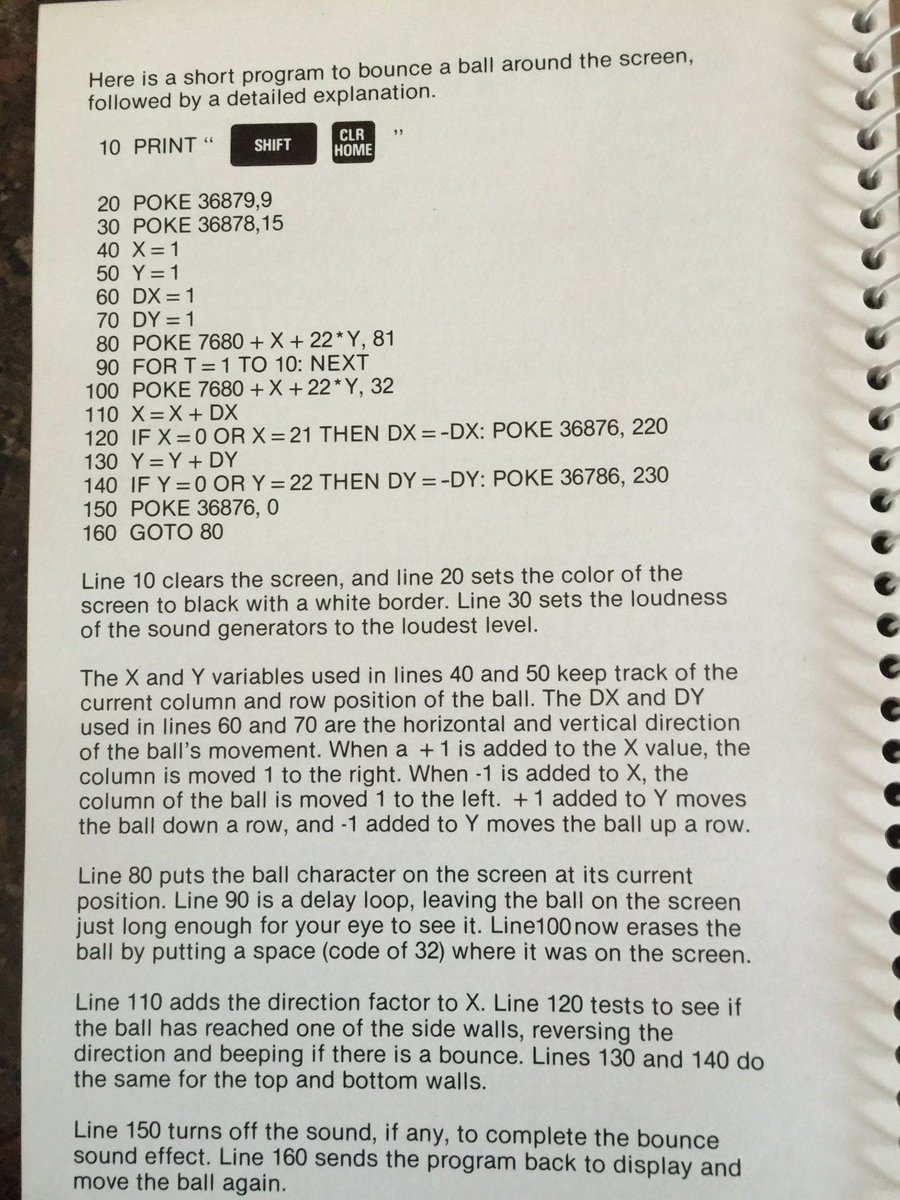 Here is a short program to bounce a ball around the screen,
followed by a detailed explanation.
10 PRINT “ SHIFT CLR HOME ”
20 POKE 36879,9
30 POKE 36878,15
40 X = 1
50 Y = 1
60 DX = 1
70 DY = 1
80 POKE 7680 + X + 22*Y, 81
90 FOR T = 1 TO 10: NEXT
100 POKE 7680 + X + 22*Y, 32
110 X = X + DX
120 IF X = 0 OR X = 21 THEN DX = -DX: POKE 36876, 220
130 Y = Y + DY
140 IF Y = 0 OR Y = 22 THEN DY = -DY: POKE 36786, 230
150 POKE 36876, 0
160 GOTO 80
Line 10 clears the screen, and line 20 sets the color of the
screen to black with a white border. Line 30 sets the loudness
of the sound generators to the loudest level.
The X and Y variables used in lines 40 and 50 keep track of the
current column and row position of the ball. The DX and DY
used in lines 60 and 70 are the horizontal and vertical direction
of the ball’s movement. When a +1 is added to the X value, the
column is moved 1 to the right. When -1 is added to X, the
column of the ball is moved 1 to the left. +1 added to Y moves
the ball down a row, and -1 added to Y moves the ball up a row.
Line 80 puts the ball character on the screen at its current
position. Line 90 is a delay loop, leaving the ball on the screen
just long enough for your eye to see it. Line100now erases the
ball by putting a space (code of 32) where it was on the screen.
Line 110 adds the direction factor to X. Line 120 tests to see if
the ball has reached one of the side walls, reversing the
direction and beeping if there is a bounce. Lines 130 and 140 do
the same for the top and bottom walls.
Line 150 turns off the sound, if any, to complete the bounce
sound effect. Line 160 sends the program back to display and
move the ball again.